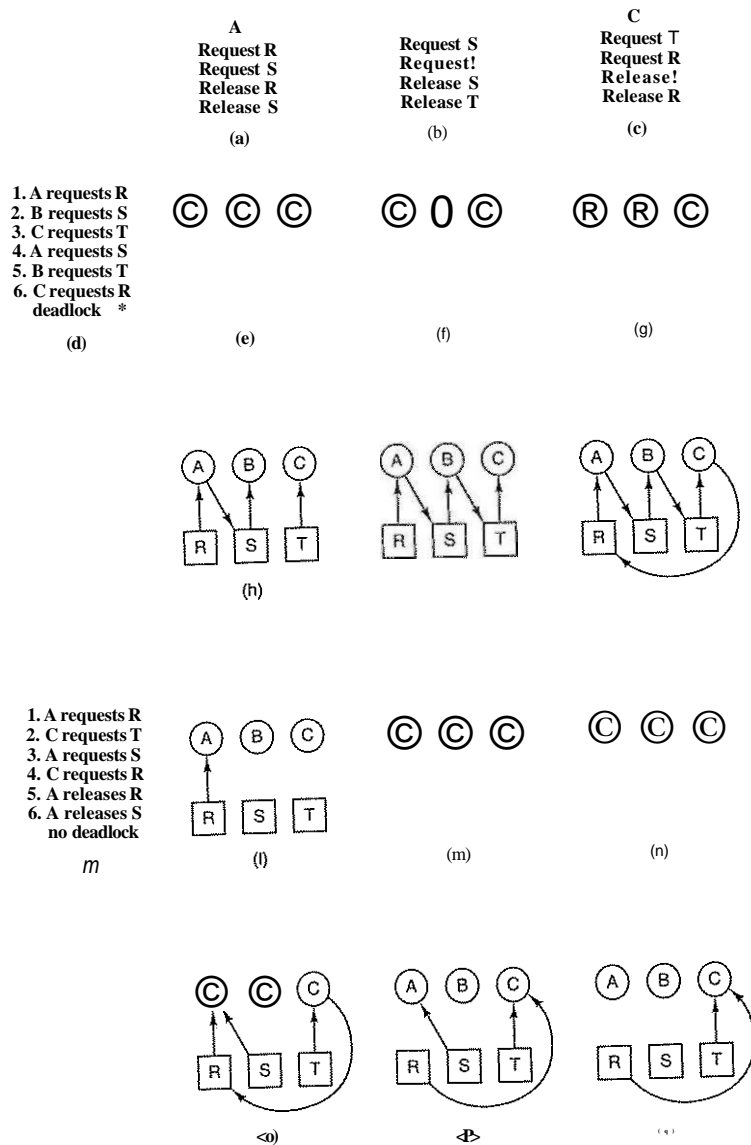 A
Request R
Request S
Release R
Release S
(a)
Request S
Request!
Release S
Release T
(b)
C
Request T
Request R
Release!
Release R
(c)
1. A requests R
2. B requests S
3. C requests T
4. A requests S
5. B requests T
6. C requests R
deadlock *
(d)
© © ©
(e)
© 0 ©
(f)
® ® ©
(g)
A B C
R S T
(h)
A B C
R S T
A B C
R S T
1. A requests R
2. C requests T
3. A requests S
4. C requests R
5. A releases R
6. A releases S
no deadlock
m
A B C
R S T
(l)
© © ©
(m)
© © ©
(n)
© © C
R S T
<o)
A B C
R S T
<P>
A B C
R S T